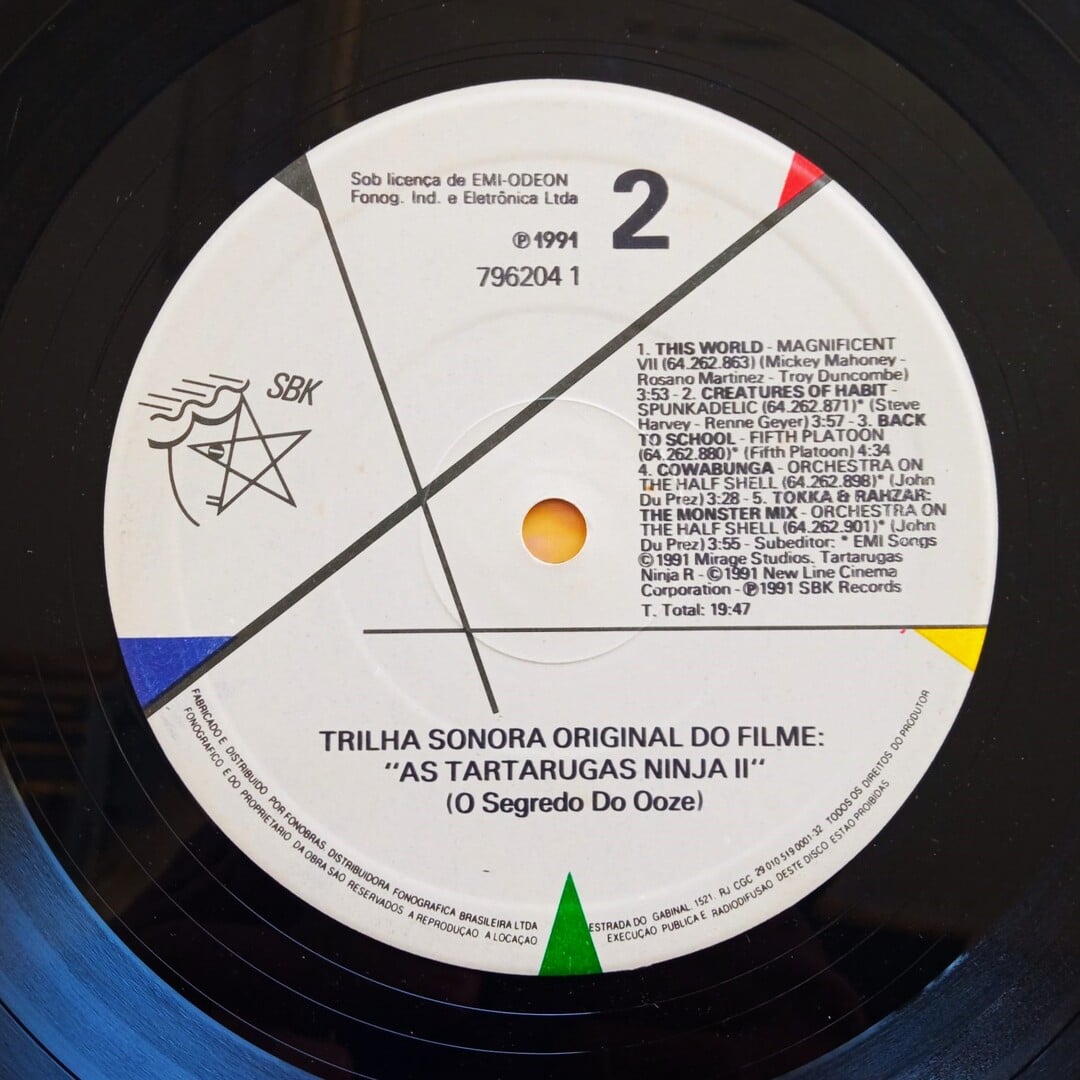 Sob licença de EMI-ODEON
Fonog. Ind. e Eletrônica Ltda
2
℗ 1991
796204 1
SBK
1. THIS WORLD - MAGNIFICENT
VII (64.262.863) (Mickey Mahoney -
Rosano Martinez - Troy Duncombe)
3:53 - 2. CREATURES OF HABIT -
SPUNKADELIC (64.262.871)* (Steve
Harvey - Renne Geyer) 3:57 - 3. BACK
TO SCHOOL - FIFTH PLATOON
(64.262.880)* (Fifth Platoon) 4:34
4. COWABUNGA - ORCHESTRA ON
THE HALF SHELL (64.262.898)* (John
Du Prez) 3:28 - 5. TOKKA & RAHZAR:
THE MONSTER MIX - ORCHESTRA ON
THE HALF SHELL (64.262.901)* (John
Du Prez) 3:55 - Subeditor: * EMI Songs
© 1991 Mirage Studios. Tartarugas
Ninja R - © 1991 New Line Cinema
Corporation - ℗ 1991 SBK Records
T. Total: 19:47
TRILHA SONORA ORIGINAL DO FILME:
"AS TARTARUGAS NINJA II"
(O Segredo Do Ooze)
FABRICADO E DISTRIBUIDO POR FONOBRAS DISTRIBUIDORA FONOGRAFICA BRASILEIRA LTDA ESTRADA DO GABINAL, 1521, RJ CGC 29 010 519 0001-32 TODOS OS DIREITOS DO PRODUTOR
FONOGRAFICO E DO PROPRIETARIO DA OBRA SAO RESERVADOS A REPRODUÇAO A LOCAÇAO EXECUÇAO PUBLICA E RADIODIFUSAO DESTE DISCO ESTAO PROIBIDAS